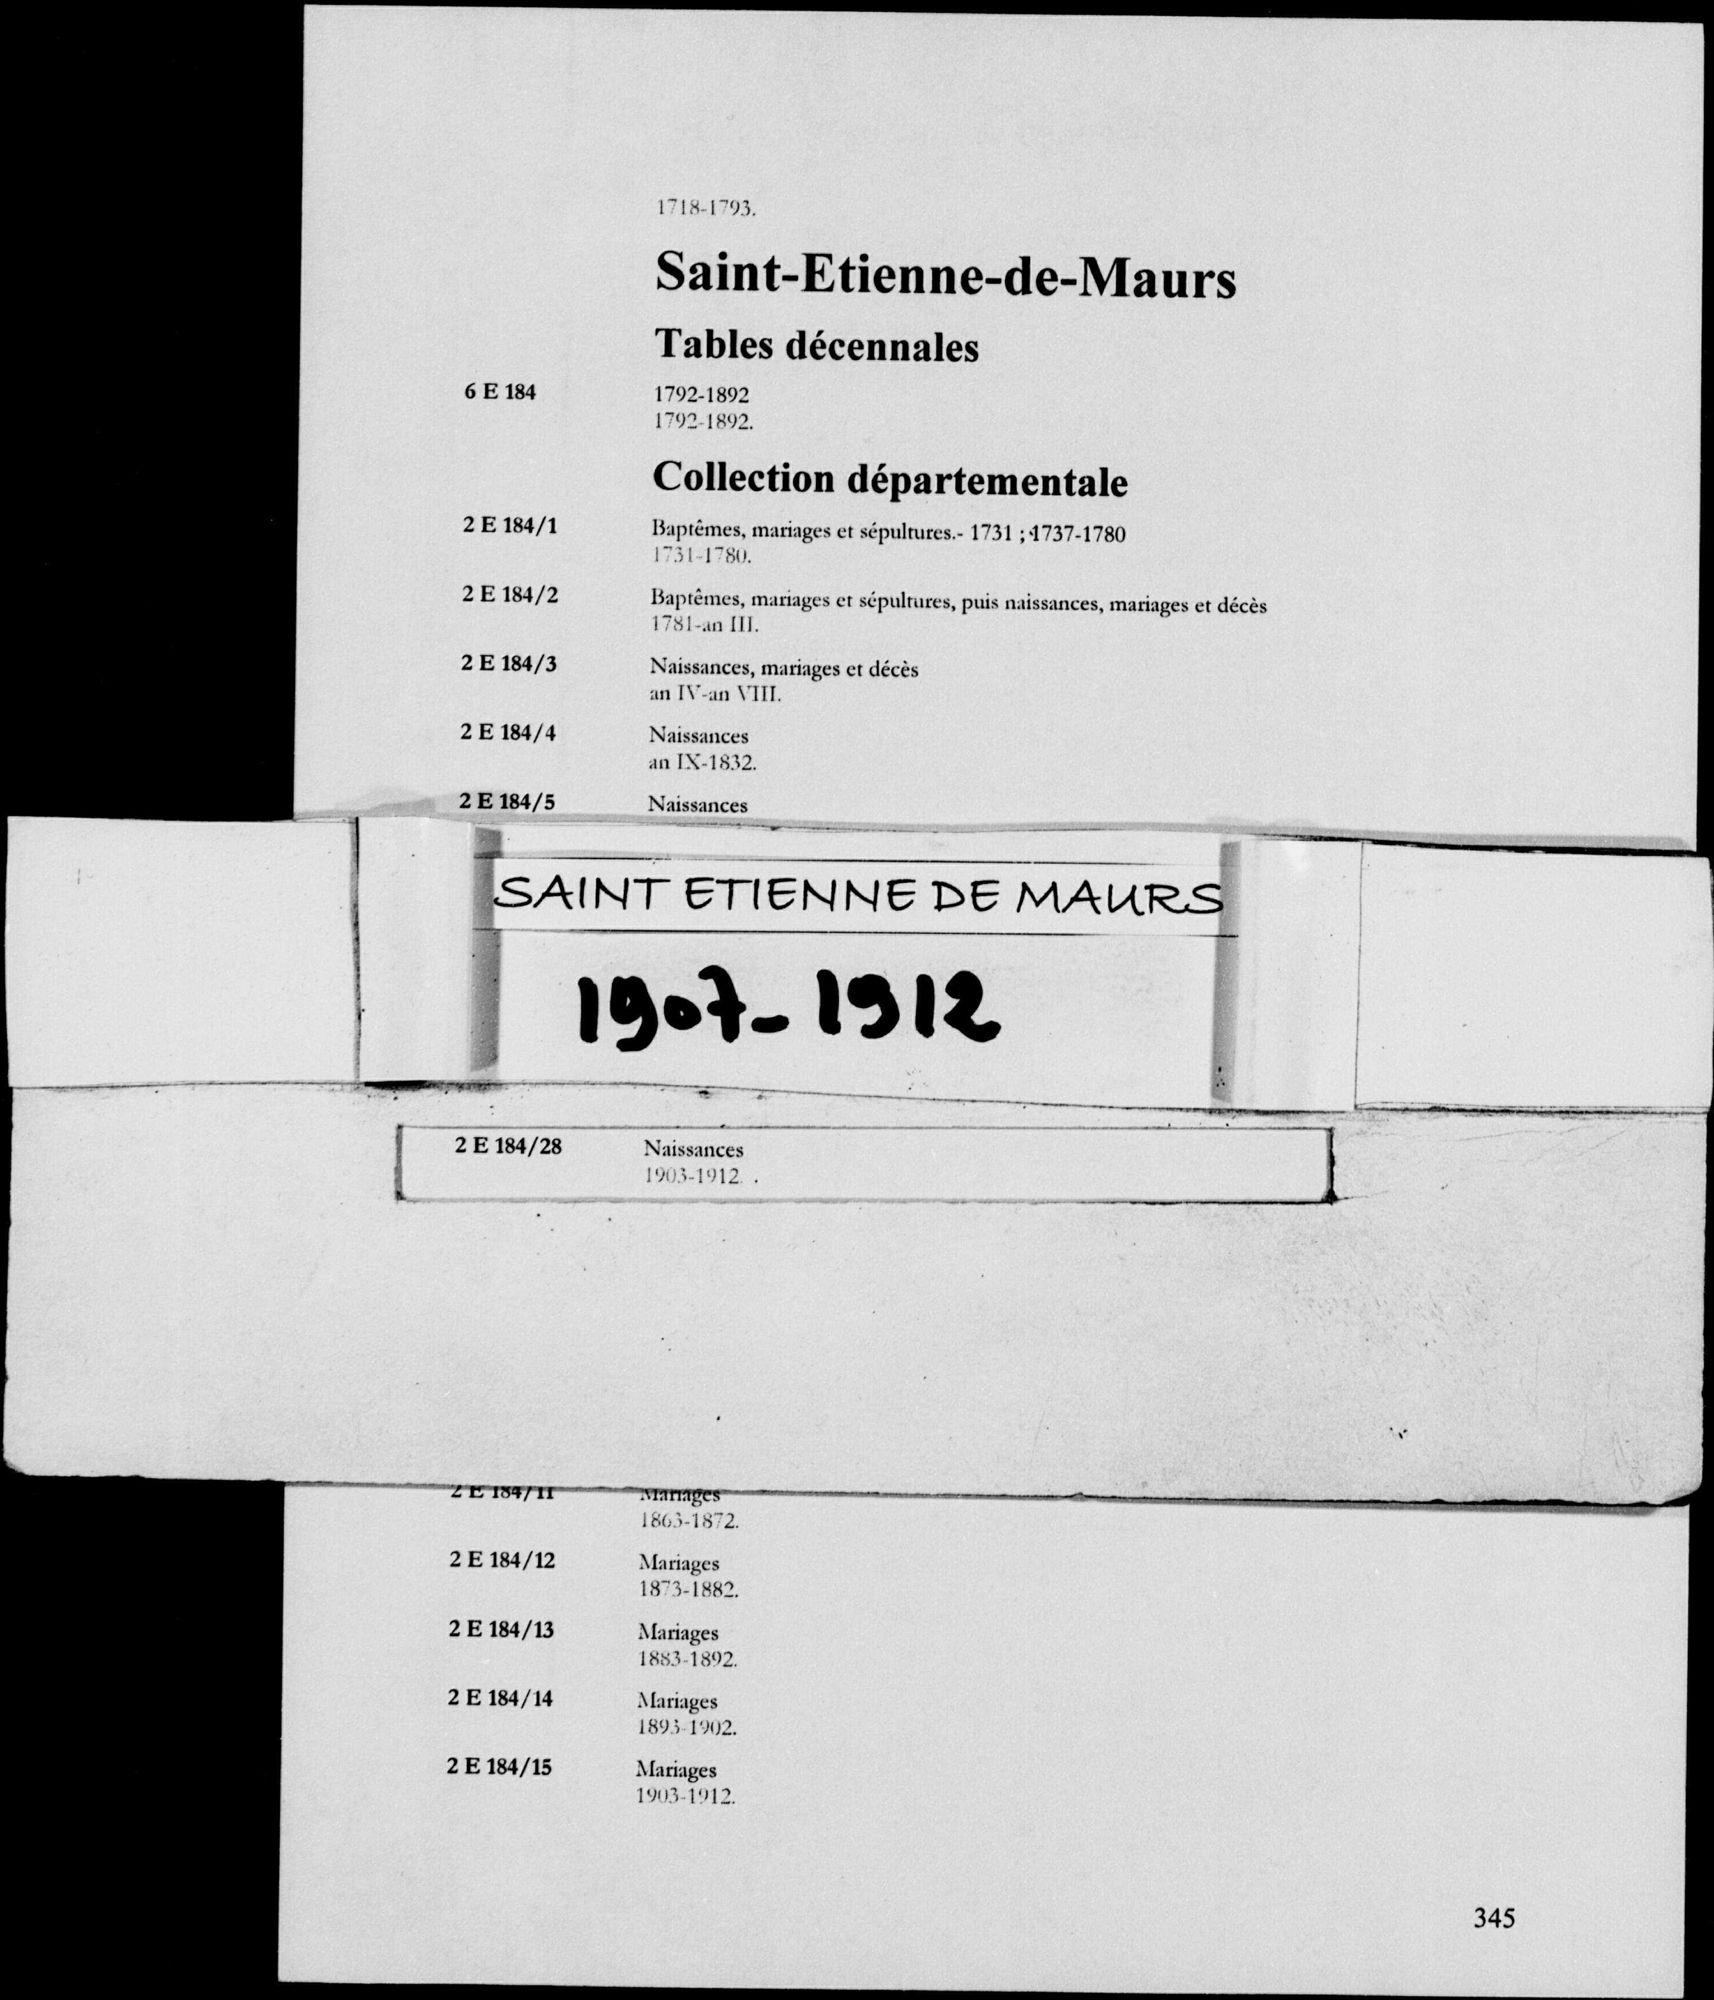 1718-1793.
Saint-Etienne-de-Maurs
Tables décennales
6 E 184 1792-1892
1792-1892.
Collection départementale
2 E 184/1 Baptêmes, mariages et sépultures.- 1731 ; 1737-1780
1731-1780.
2 E 184/2 Baptêmes, mariages et sépultures, puis naissances, mariages et décès
1781-an III.
2 E 184/3 Naissances, mariages et décès
an IV-an VIII.
2 E 184/4 Naissances
an IX-1832.
2 E 184/5 Naissances
SAINT ETIENNE DE MAURS
1907-1912
2 E 184/28 Naissances
1903-1912.
2 E 184/11 Mariages
1863-1872.
2 E 184/12 Mariages
1873-1882.
2 E 184/13 Mariages
1883-1892.
2 E 184/14 Mariages
1893-1902.
2 E 184/15 Mariages
1903-1912.
345